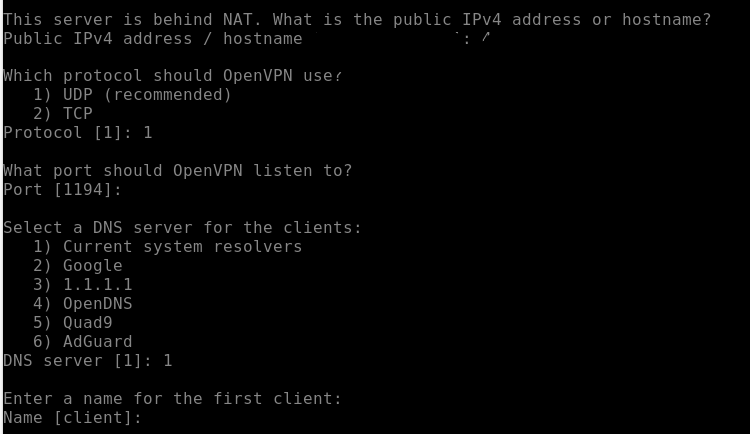 This server is behind NAT. What is the public IPv4 address or hostname?
Public IPv4 address / hostname :
Which protocol should OpenVPN use?
1) UDP (recommended)
2) TCP
Protocol [1]: 1
What port should OpenVPN listen to?
Port [1194]:
Select a DNS server for the clients:
1) Current system resolvers
2) Google
3) 1.1.1.1
4) OpenDNS
5) Quad9
6) AdGuard
DNS server [1]: 1
Enter a name for the first client:
Name [client]: